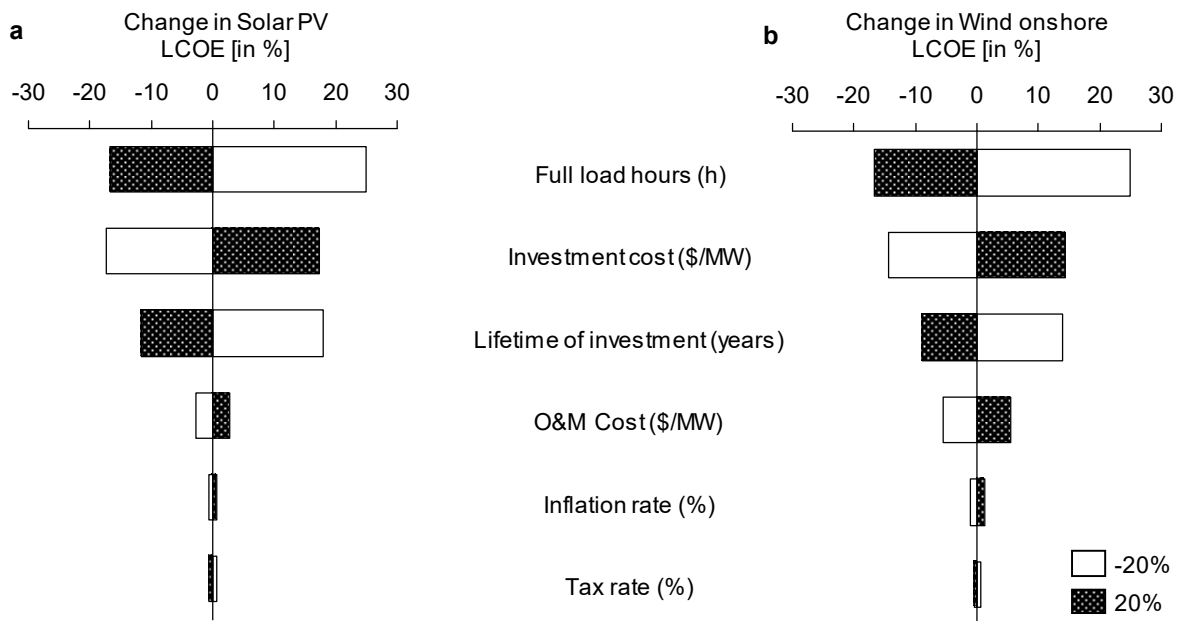 a
Change in Solar PV
LCOE [in %]
-30 -20 -10 0 10 20 30
b
Change in Wind onshore
LCOE [in %]
-30 -20 -10 0 10 20 30
Full load hours (h)
Investment cost ($/MW)
Lifetime of investment (years)
O&M Cost ($/MW)
Inflation rate (%)
Tax rate (%)
-20%
20%